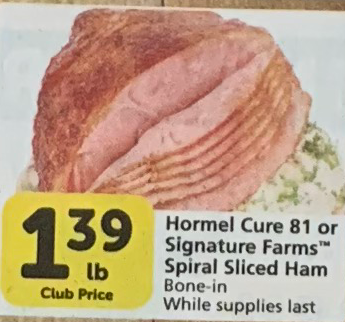 1.39
lb
Club Price
Hormel Cure 81 or
Signature Farms™
Spiral Sliced Ham
Bone-in
While supplies last